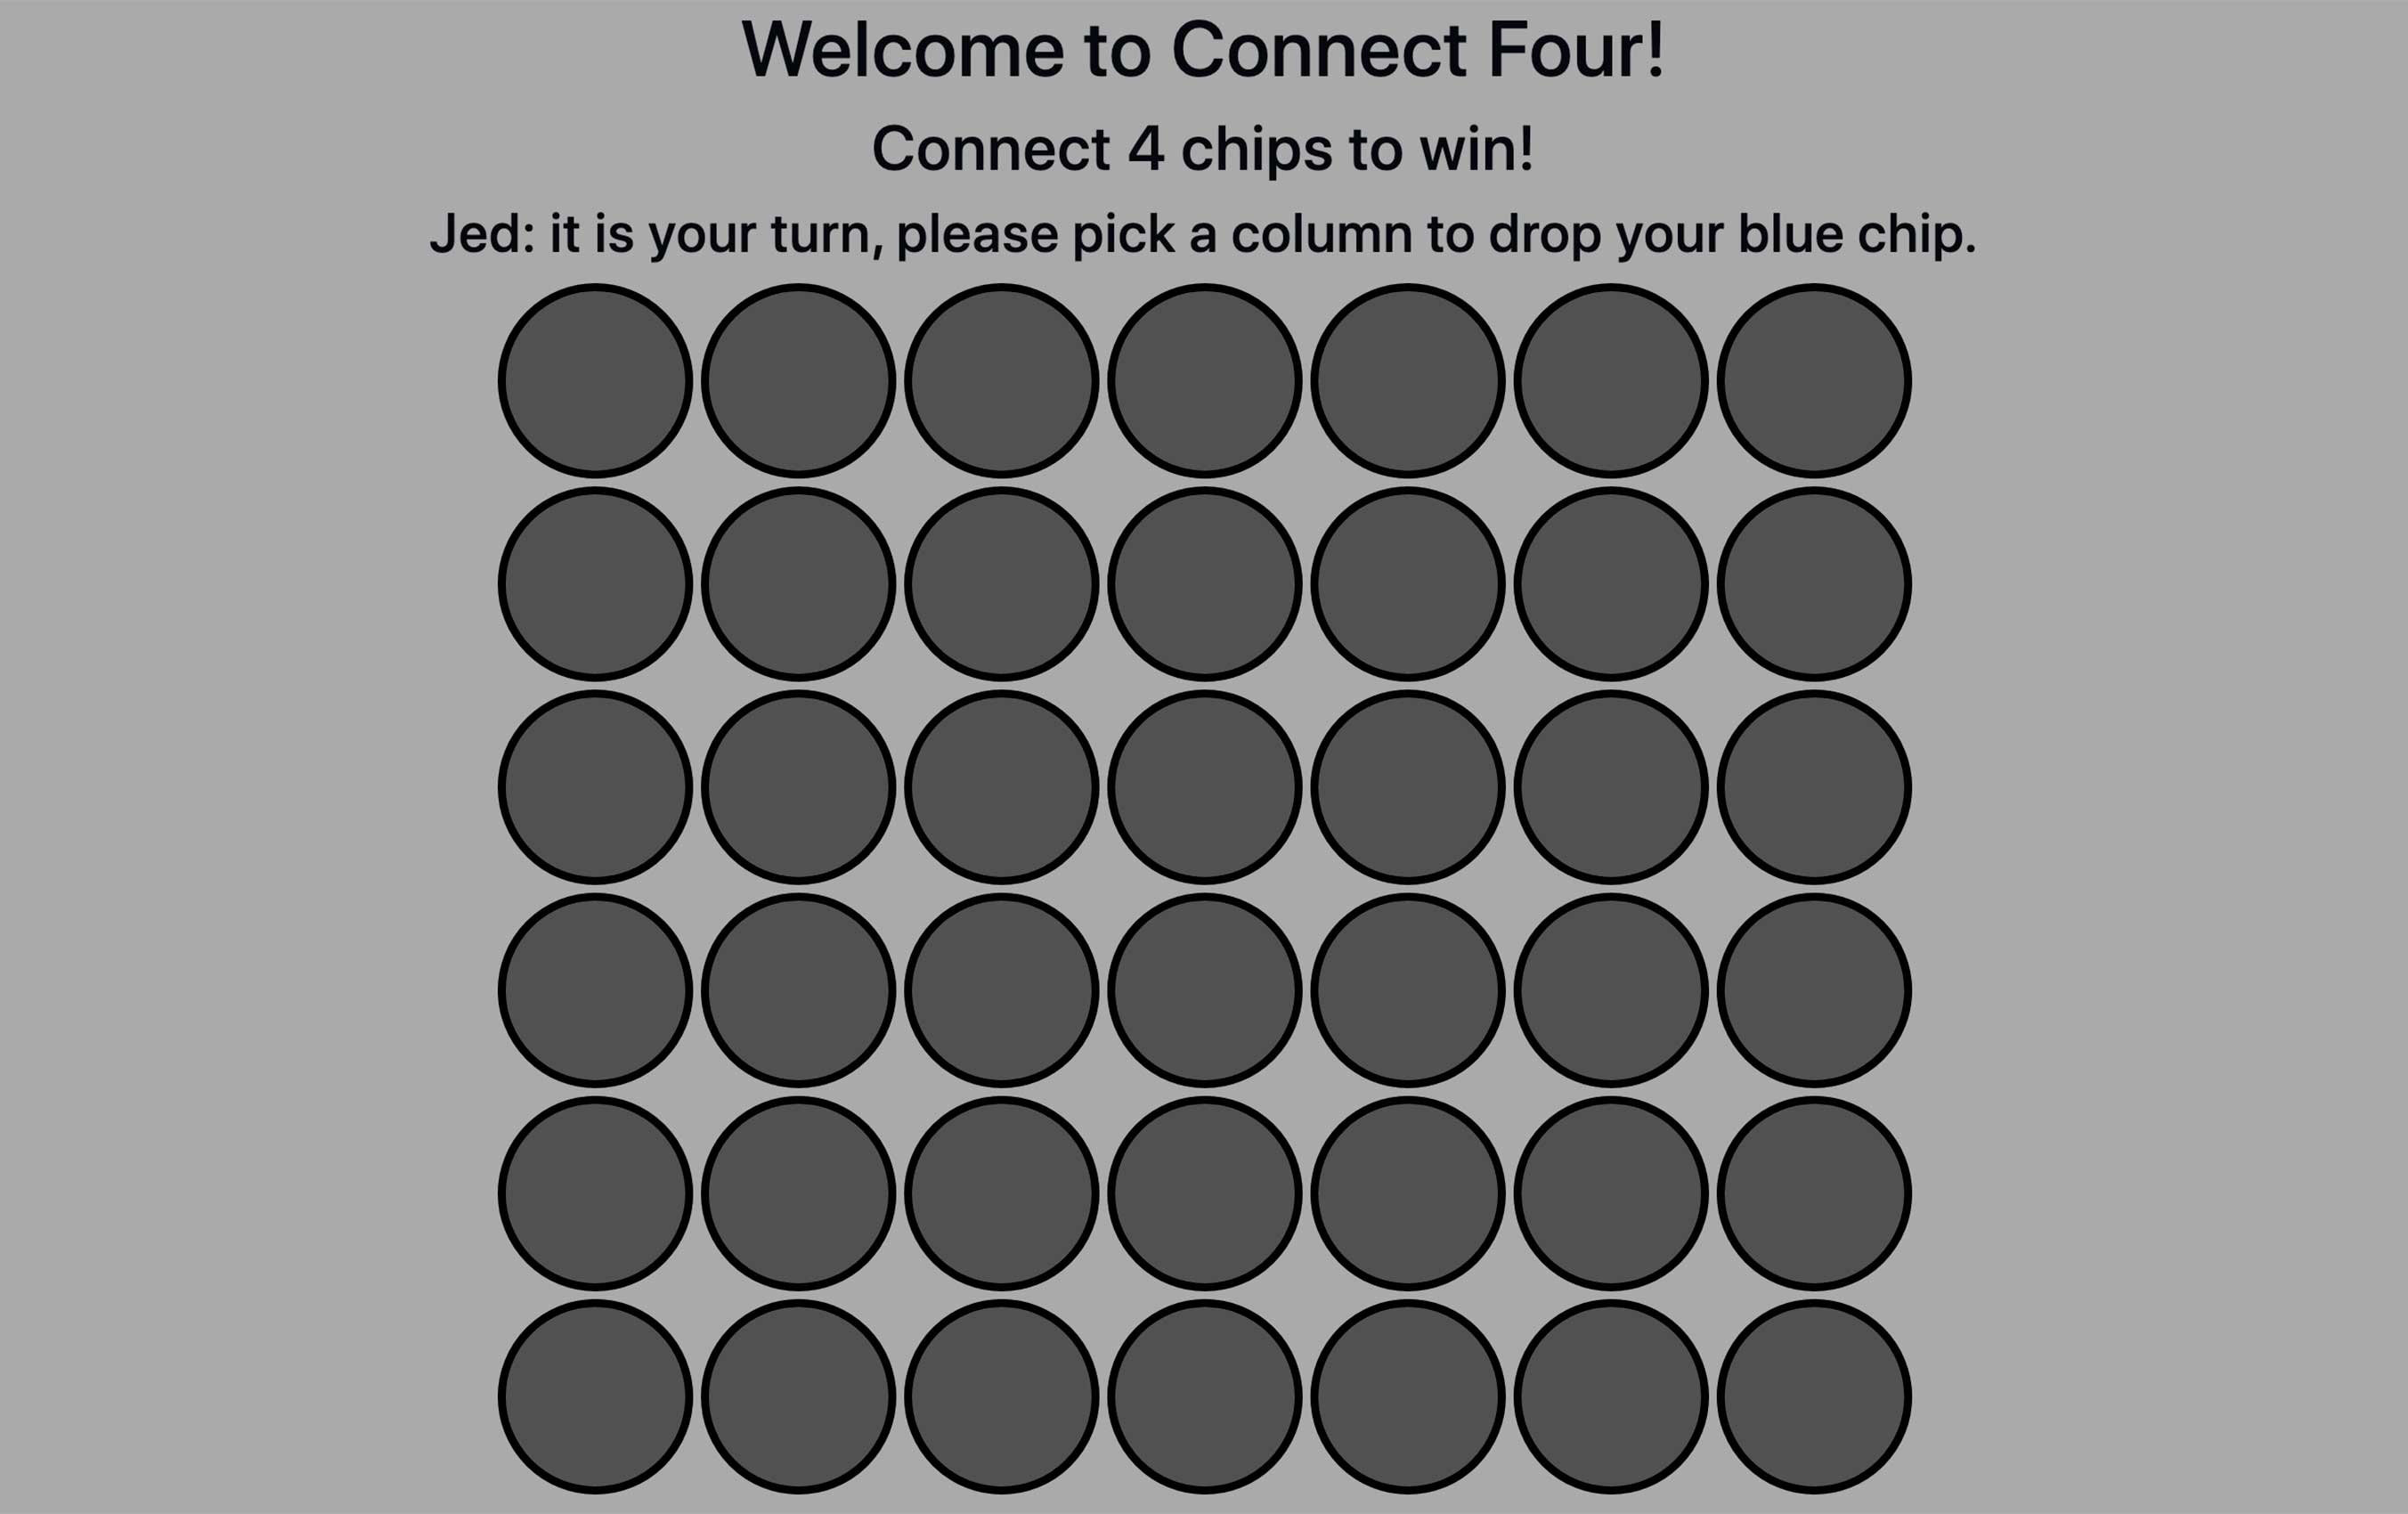 Welcome to Connect Four!
Connect 4 chips to win!
Jed: it is your turn, please pick a column to drop your blue chip.